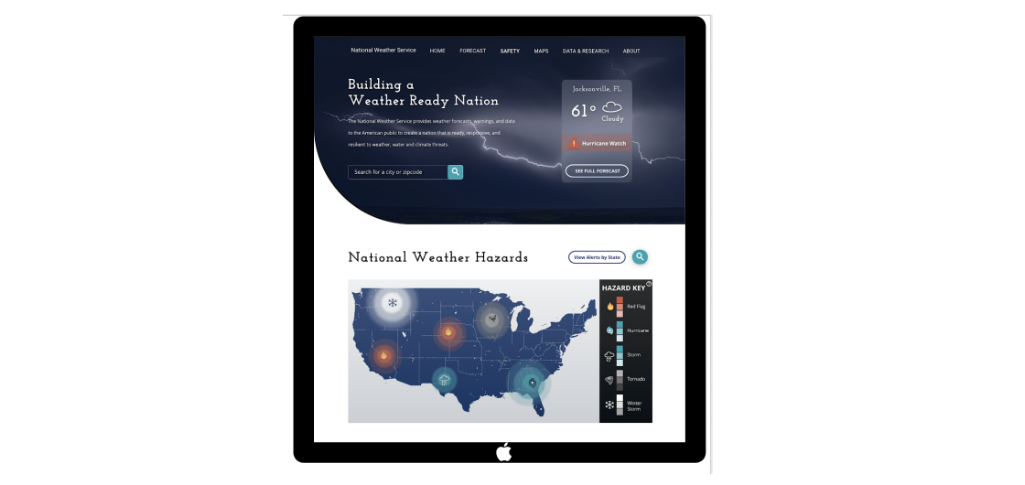 National Weather Service HOME FORECAST SAFETY MAPS DATA & RESEARCH ABOUT
Building a
Weather Ready Nation
The National Weather Service provides weather forecasts, warnings, and data
to the American public to create a nation that is ready, responsive, and
resilient to weather, water and climate threats.
Search for a city or zipcode
Jacksonville, FL
61°
Cloudy
Hurricane Watch
SEE FULL FORECAST
National Weather Hazards
View Alerts by State
HAZARD KEY
Red Flag
Hurricane
Storm
Tornado
Winter
Storm